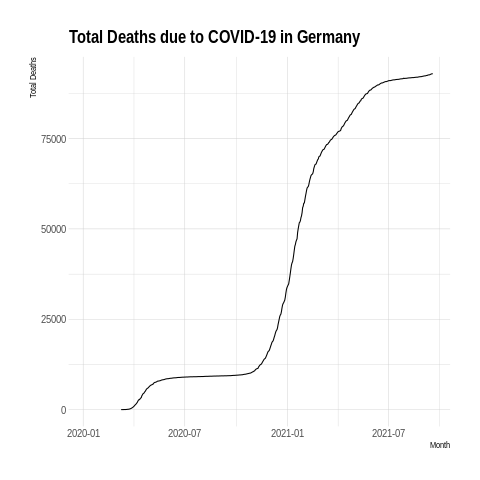 Total Deaths due to COVID-19 in Germany
Total Deaths
75000
50000
25000
0
2020-01
2020-07
2021-01
2021-07
Month